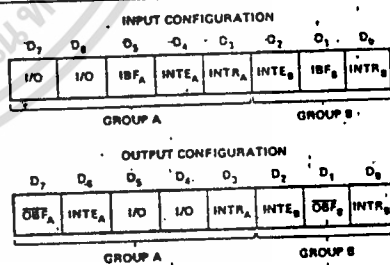 INPUT CONFIGURATION
D7 D6 D5 D4 D3 D2 D1 D0
I/O I/O IBFA INTEA INTRA INTEB IBFB INTRB
GROUP A GROUP B
OUTPUT CONFIGURATION
D7 D6 D5 D4 D3 D2 D1 D0
OBFA INTEA I/O I/O INTRA INTEB OBFB INTRB
GROUP A GROUP B